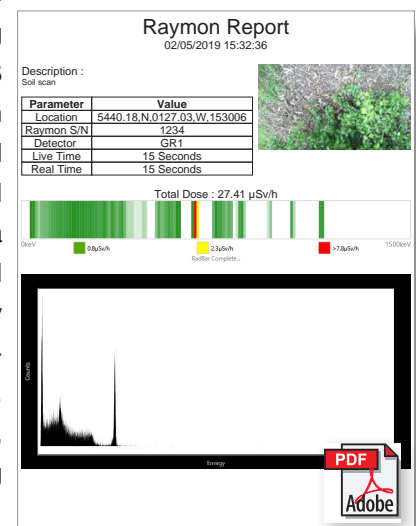 Raymon Report
02/05/2019 15:32:36
Description :
Soil scan
Parameter Value
Location 5440.18,N,0127.03,W,153006
Raymon S/N 1234
Detector GR1
Live Time 15 Seconds
Real Time 15 Seconds
Total Dose : 27.41 µSv/h
0keV 1500keV
0.8µSv/h 2.3µSv/h >7.8µSv/h
RadBar Complete..
Counts
Energy
PDF
Adobe